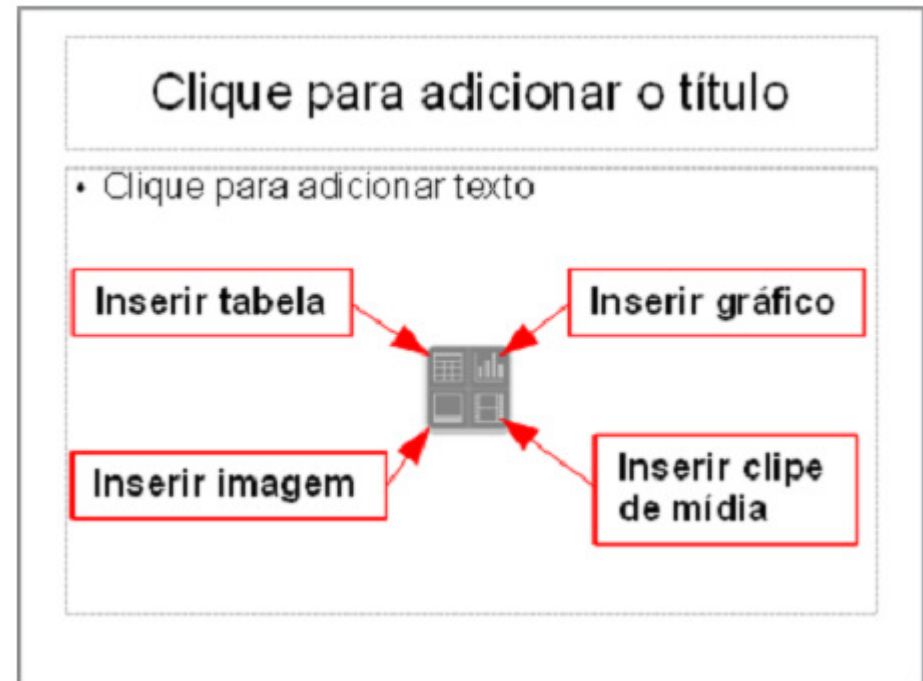 Clique para adicionar o título
• Clique para adicionar texto
Inserir tabela
Inserir gráfico
Inserir imagem
Inserir clipe
de mídia